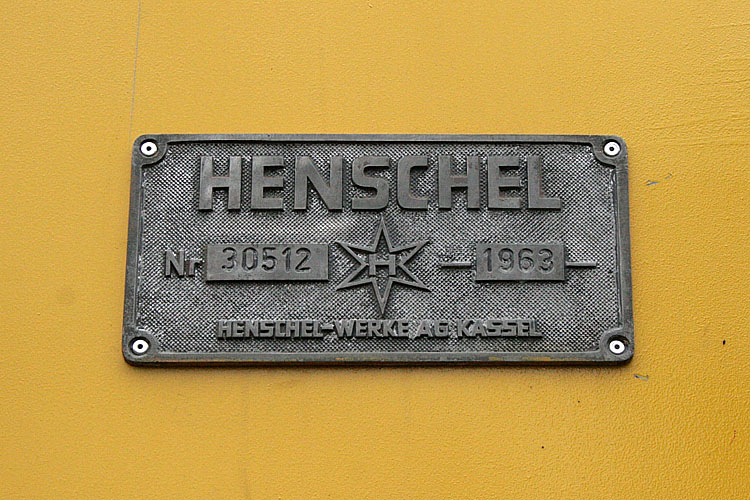 HENSCHEL
Nr 30512 H 1963
HENSCHEL-WERKE AG KASSEL